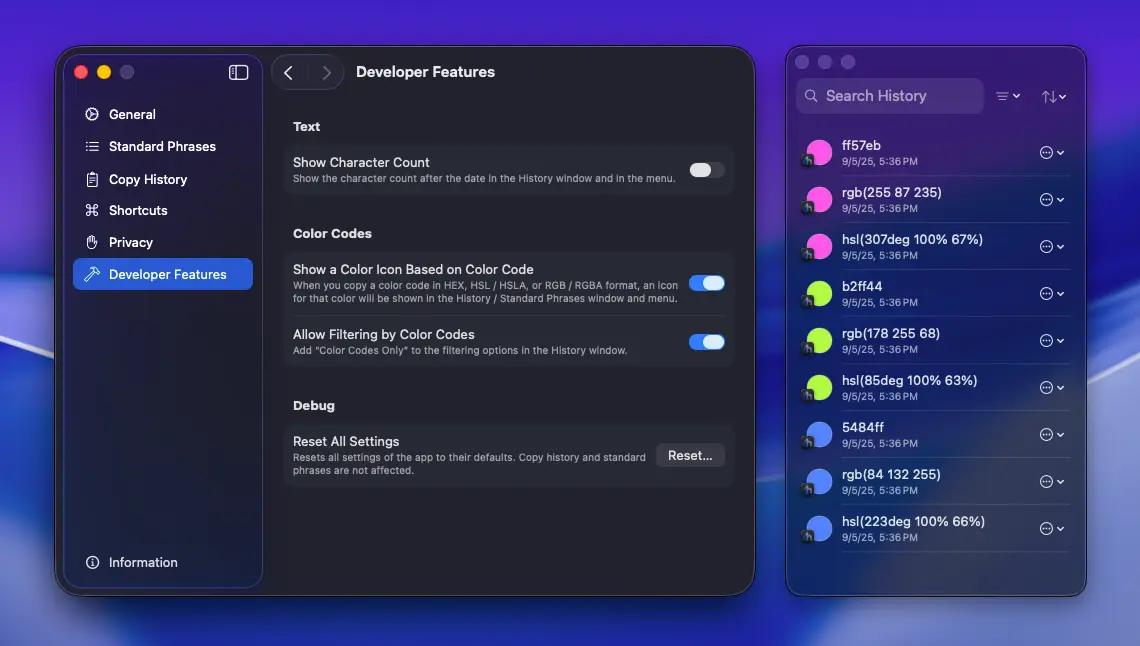 Developer Features
General
Standard Phrases
Copy History
Shortcuts
Privacy
Developer Features
Information
Text
Show Character Count
Show the character count after the date in the History window and in the menu.
Color Codes
Show a Color Icon Based on Color Code
When you copy a color code in HEX, HSL / HSLA, or RGB / RGBA format, an icon
for that color will be shown in the History / Standard Phrases window and menu.
Allow Filtering by Color Codes
Add "Color Codes Only" to the filtering options in the History window.
Debug
Reset All Settings
Resets all settings of the app to their defaults. Copy history and standard
phrases are not affected.
Reset...
Search History
ff57eb
9/5/25, 5:36 PM
rgb(255 87 235)
9/5/25, 5:36 PM
hsl(307deg 100% 67%)
9/5/25, 5:36 PM
b2ff44
9/5/25, 5:36 PM
rgb(178 255 68)
9/5/25, 5:36 PM
hsl(85deg 100% 63%)
9/5/25, 5:36 PM
5484ff
9/5/25, 5:36 PM
rgb(84 132 255)
9/5/25, 5:36 PM
hsl(223deg 100% 66%)
9/5/25, 5:36 PM